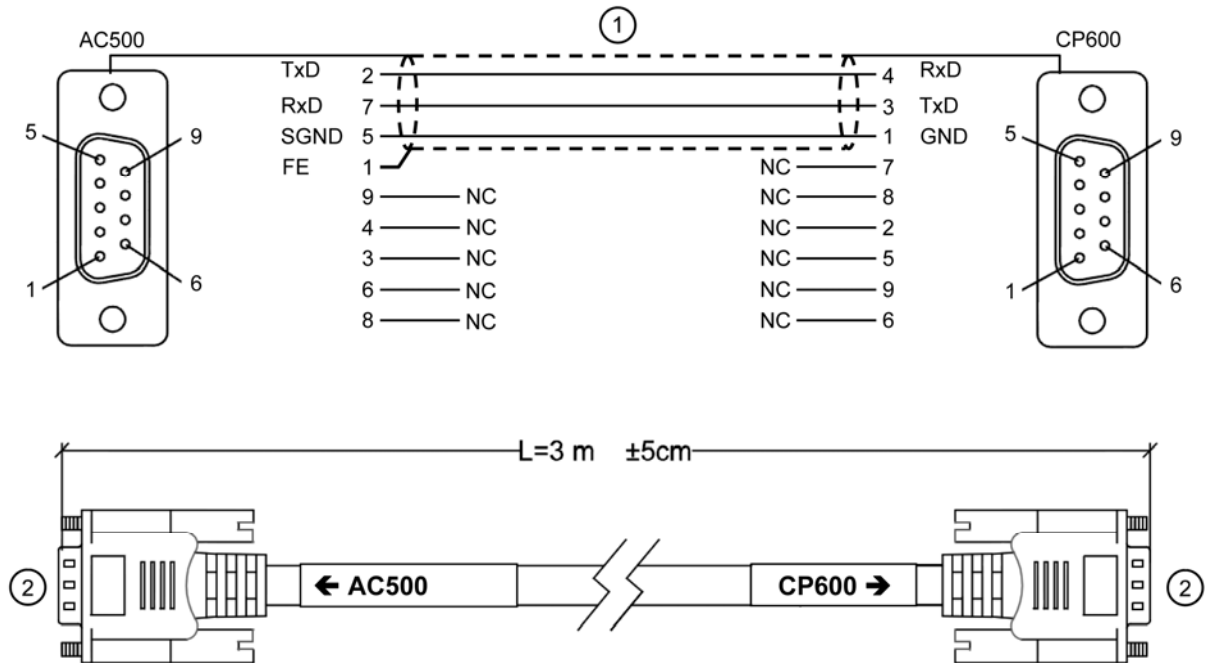 1
AC500
CP600
TxD 2 4 RxD
RxD 7 3 TxD
5 9 SGND 5 1 GND 5 9
FE 1 NC 7
9 NC NC 8
4 NC NC 2
3 NC NC 5
1 6 6 NC NC 9 1 6
8 NC NC 6
L=3 m ±5cm
2 ← AC500 CP600 → 2